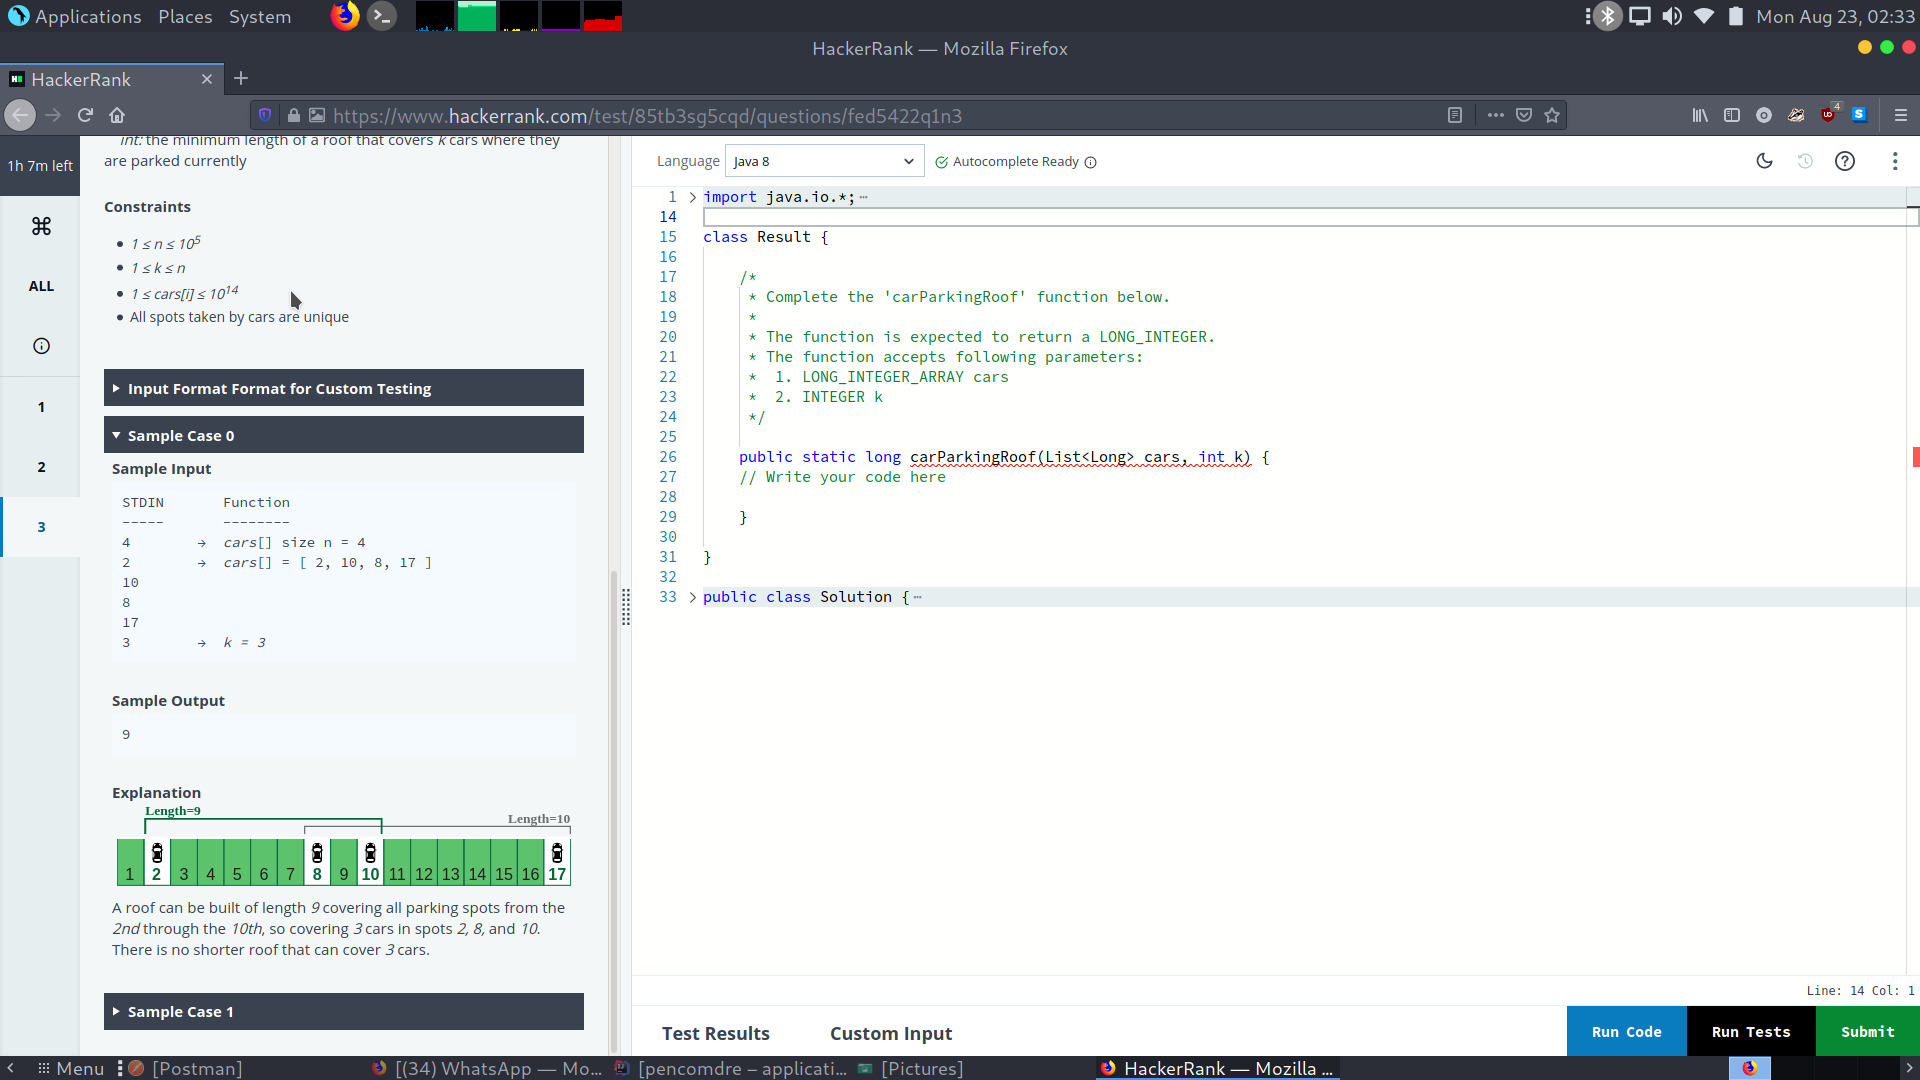 Applications Places System
Mon Aug 23, 02:33
HackerRank — Mozilla Firefox
HackerRank
https://www.hackerrank.com/test/85tb3sg5cqd/questions/fed5422q1n3
4
1h 7m left
ALL
1
2
3
int: the minimum length of a roof that covers k cars where they
are parked currently
Constraints
• 1 ≤ n ≤ 10^5
• 1 ≤ k ≤ n
• 1 ≤ cars[i] ≤ 10^14
• All spots taken by cars are unique
Input Format Format for Custom Testing
Sample Case 0
Sample Input
STDIN Function
----- --------
4 → cars[] size n = 4
2 → cars[] = [ 2, 10, 8, 17 ]
10
8
17
3 → k = 3
Sample Output
9
Explanation
Length=9
Length=10
1 2 3 4 5 6 7 8 9 10 11 12 13 14 15 16 17
A roof can be built of length 9 covering all parking spots from the
2nd through the 10th, so covering 3 cars in spots 2, 8, and 10.
There is no shorter roof that can cover 3 cars.
Sample Case 1
Language Java 8 Autocomplete Ready
1 import java.io.*;
14
15 class Result {
16
17 /*
18 * Complete the 'carParkingRoof' function below.
19 *
20 * The function is expected to return a LONG_INTEGER.
21 * The function accepts following parameters:
22 * 1. LONG_INTEGER_ARRAY cars
23 * 2. INTEGER k
24 */
25
26 public static long carParkingRoof(List<Long> cars, int k) {
27 // Write your code here
28
29 }
30
31 }
32
33 public class Solution {
Line: 14 Col: 1
Test Results Custom Input
Run Code Run Tests Submit
Menu [Postman] [(34) WhatsApp — Mo... [pencomdre – applicati... [Pictures] HackerRank — Mozilla ...